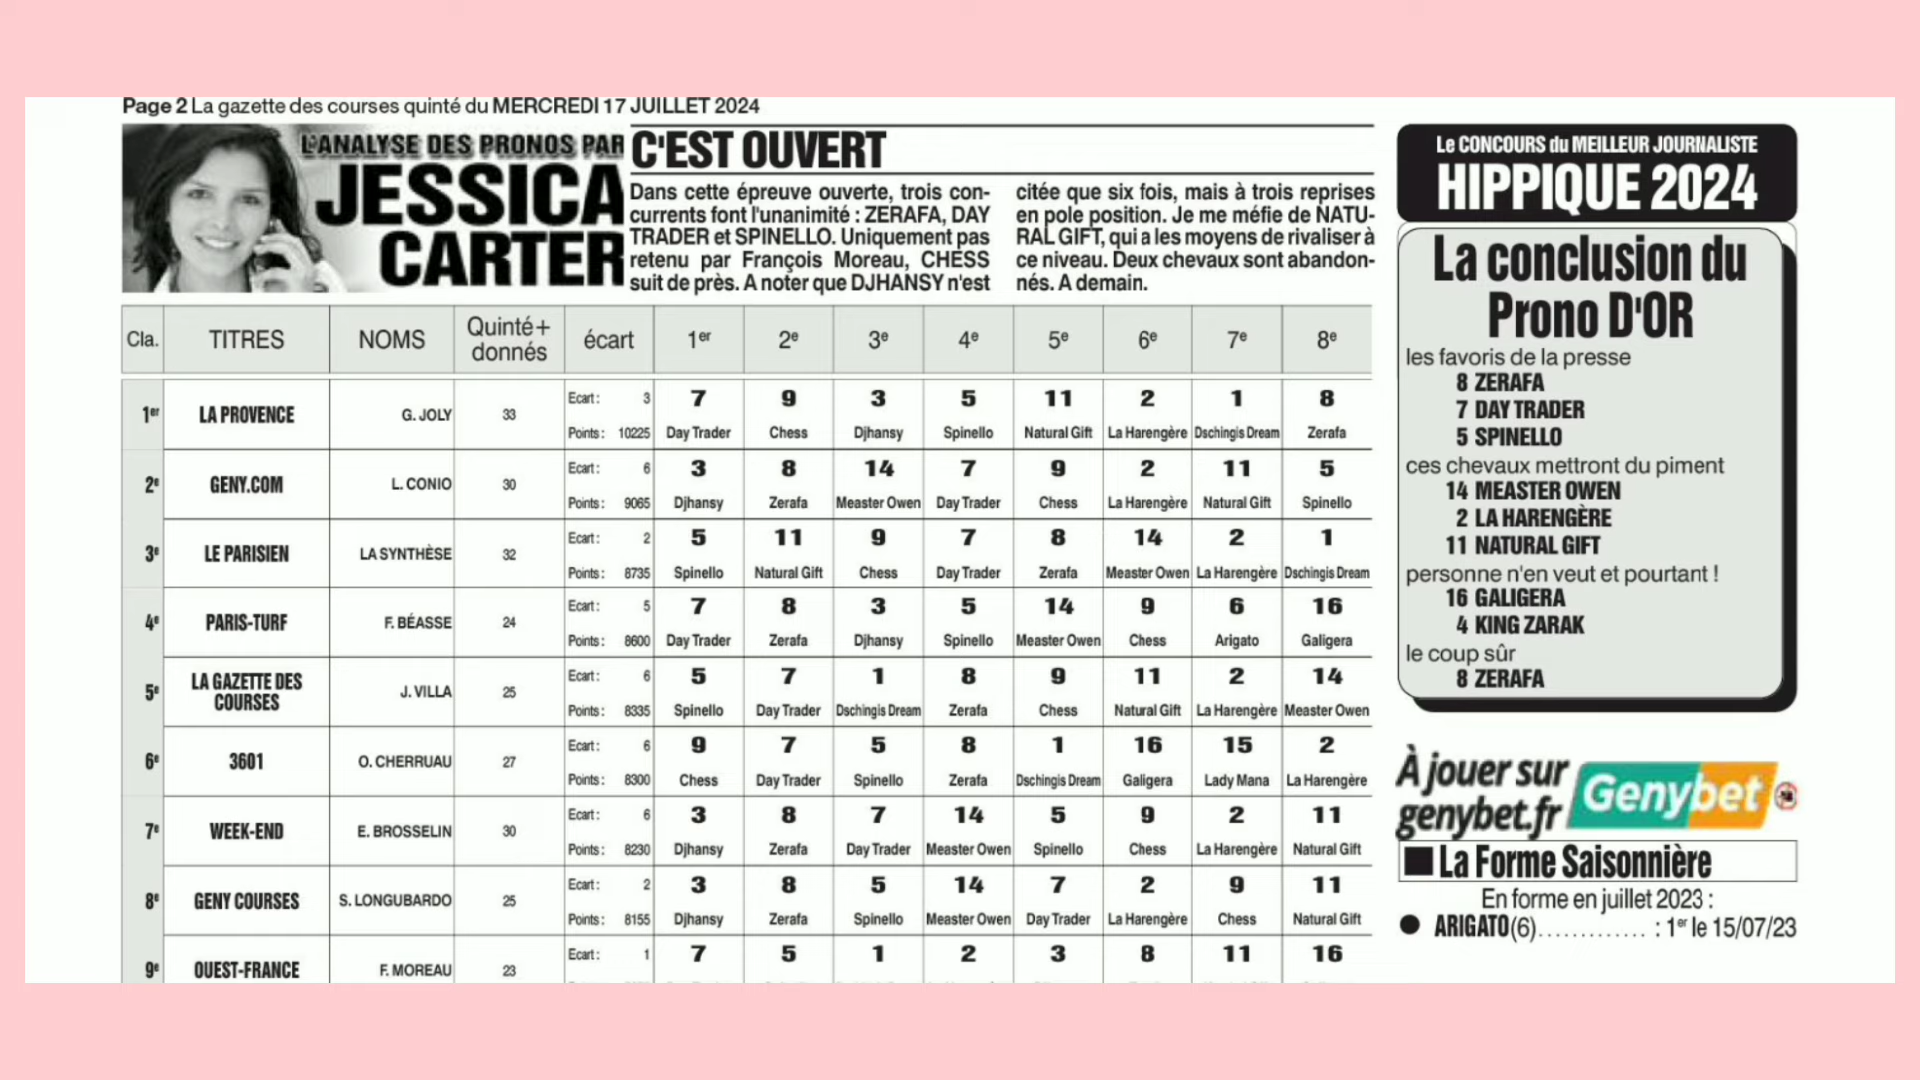 Page 2 La gazette des courses quinté du MERCREDI 17 JUILLET 2024
L'ANALYSE DES PRONOS PAR
JESSICA
CARTER
C'EST OUVERT
Dans cette épreuve ouverte, trois con-
currents font l'unanimité : ZERAFA, DAY
TRADER et SPINELLO. Uniquement pas
retenu par François Moreau, CHESS
suit de près. A noter que DJHANSY n'est
citée que six fois, mais à trois reprises
en pole position. Je me méfie de NATU-
RAL GIFT, qui a les moyens de rivaliser à
ce niveau. Deux chevaux sont abandon-
nés. A demain.
Cla. TITRES NOMS Quinté+ donnés écart 1er 2e 3e 4e 5e 6e 7e 8e
1er LA PROVENCE G. JOLY 33 Ecart : 3 7 9 3 5 11 2 1 8
Points : 10225 Day Trader Chess Djhansy Spinello Natural Gift La Harengère Dschingis Dream Zerafa
2e GENY.COM L. CONIO 30 Ecart : 6 3 8 14 7 9 2 11 5
Points : 9065 Djhansy Zerafa Measter Owen Day Trader Chess La Harengère Natural Gift Spinello
3e LE PARISIEN LA SYNTHÈSE 32 Ecart : 2 5 11 9 7 8 14 2 1
Points : 8735 Spinello Natural Gift Chess Day Trader Zerafa Measter Owen La Harengère Dschingis Dream
4e PARIS-TURF F. BÉASSE 24 Ecart : 5 7 8 3 5 14 9 6 16
Points : 8600 Day Trader Zerafa Djhansy Spinello Measter Owen Chess Arigato Galigera
5e LA GAZETTE DES COURSES J. VILLA 25 Ecart : 6 5 7 1 8 9 11 2 14
Points : 8335 Spinello Day Trader Dschingis Dream Zerafa Chess Natural Gift La Harengère Measter Owen
6e 3601 O. CHERRUAU 27 Ecart : 6 9 7 5 8 1 16 15 2
Points : 8300 Chess Day Trader Spinello Zerafa Dschingis Dream Galigera Lady Mana La Harengère
7e WEEK-END E. BROSSELIN 30 Ecart : 6 3 8 7 14 5 9 2 11
Points : 8230 Djhansy Zerafa Day Trader Measter Owen Spinello Chess La Harengère Natural Gift
8e GENY COURSES S. LONGUBARDO 25 Ecart : 2 3 8 5 14 7 2 9 11
Points : 8155 Djhansy Zerafa Spinello Measter Owen Day Trader La Harengère Chess Natural Gift
9e OUEST-FRANCE F. MOREAU 23 Ecart : 1 7 5 1 2 3 8 11 16
Le CONCOURS du MEILLEUR JOURNALISTE
HIPPIQUE 2024
La conclusion du
Prono D'OR
les favoris de la presse
8 ZERAFA
7 DAY TRADER
5 SPINELLO
ces chevaux mettront du piment
14 MEASTER OWEN
2 LA HARENGÈRE
11 NATURAL GIFT
personne n'en veut et pourtant !
16 GALIGERA
4 KING ZARAK
le coup sûr
8 ZERAFA
À jouer sur
genybet.fr
Genybet
La Forme Saisonnière
En forme en juillet 2023 :
● ARIGATO (6)............. : 1er le 15/07/23